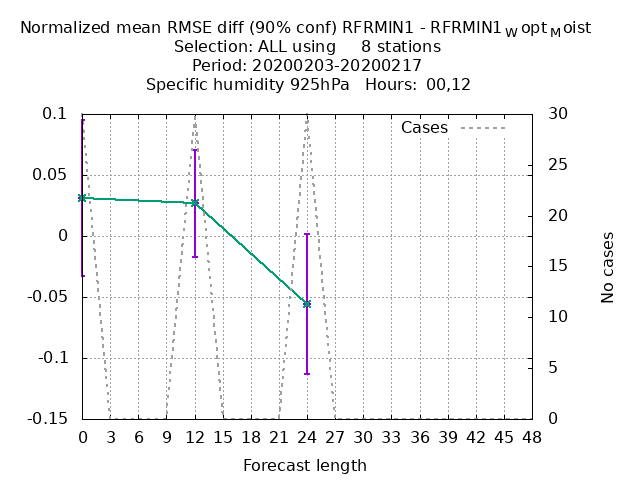 Normalized mean RMSE diff (90% conf) RFRMIN1 - RFRMIN1WoptMoist
Selection: ALL using 8 stations
Period: 20200203-20200217
Specific humidity 925hPa Hours: 00,12
Cases
0.1
0.05
0
-0.05
-0.1
-0.15
30
25
20
15
10
5
0
No cases
0 3 6 9 12 15 18 21 24 27 30 33 36 39 42 45 48
Forecast length